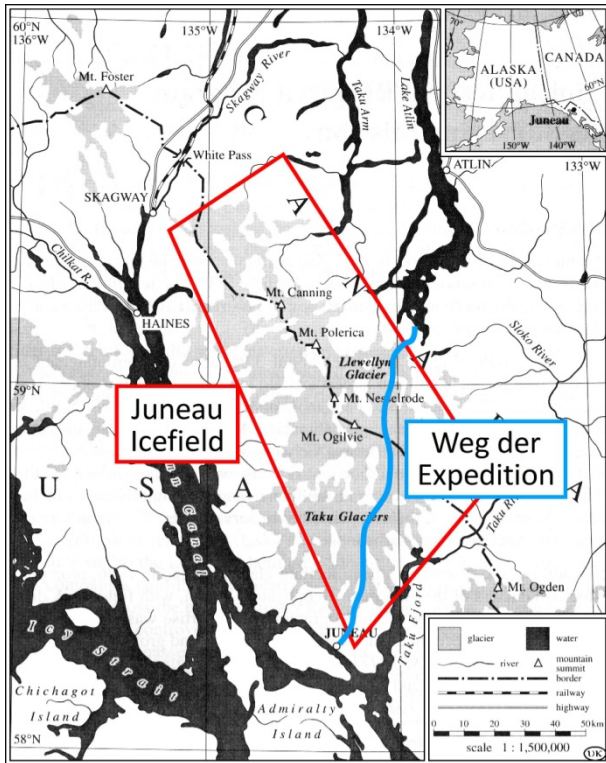 60°N
136°W
135°W
134°W
70°
ALASKA
(USA)
CANADA
60°N
Juneau
150°W
140°W
Mt. Foster
Skagway River
C
Taku Arm
Lake Atlin
White Pass
ATLIN
133°W
SKAGWAY
A
Chilkat R.
N
Mt. Canning
HAINES
Mt. Polerica
A
Sloko River
Llewellyn
Glacier
59°N
Mt. Nesselrode
Juneau
Icefield
Mt. Ogilvie
Weg der
Expedition
U S A
A
Canal
Taku Glaciers
Mt. Ogden
JUNEAU
Taku Fjord
Icy Strait
Chichagot
Island
Admiralty
Island
58°N
glacier
water
river
mountain
summit
border
railway
highway
0 10 20 30 40 50km
scale 1 : 1,500,000
UK